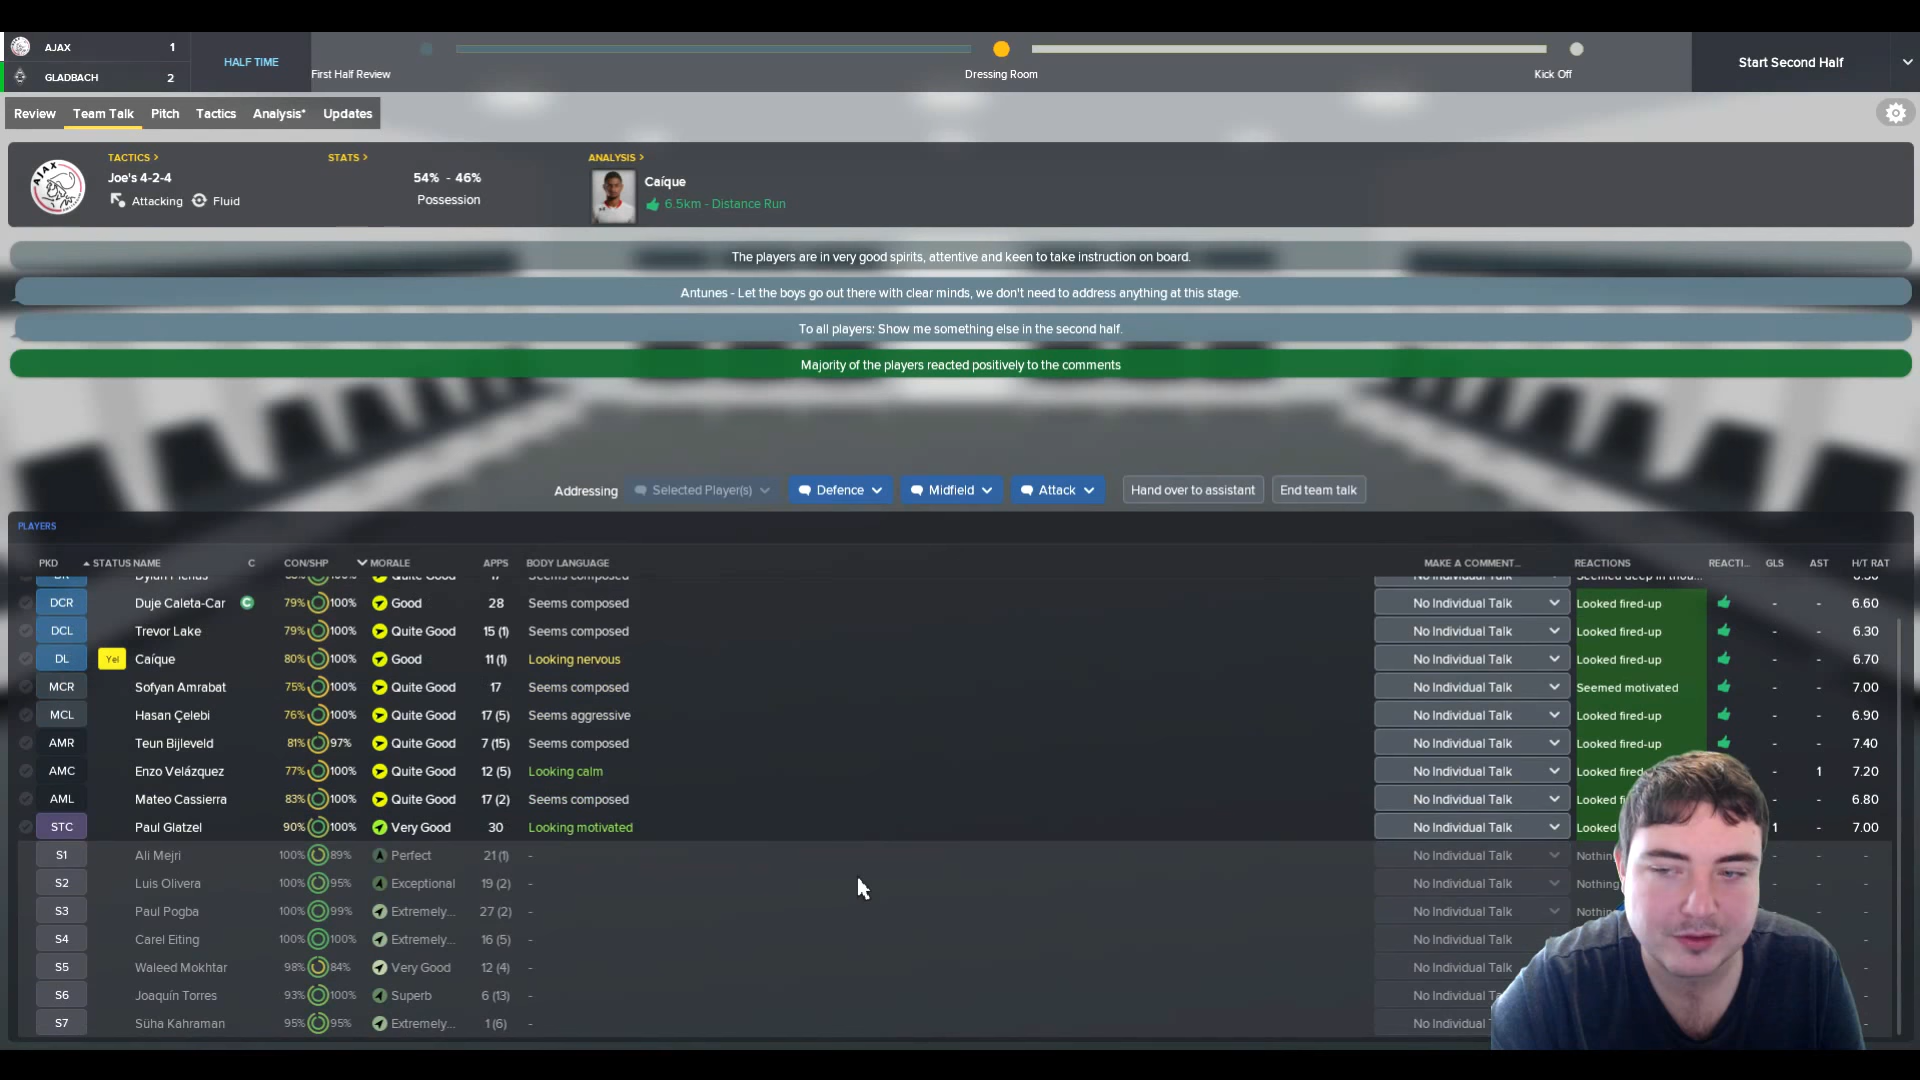 AJAX 1
GLADBACH 2
HALF TIME
First Half Review
Dressing Room
Kick Off
Start Second Half
Review Team Talk Pitch Tactics Analysis* Updates
TACTICS >
Joe's 4-2-4
Attacking Fluid
STATS >
54% - 46%
Possession
ANALYSIS >
Caíque
6.5km - Distance Run
The players are in very good spirits, attentive and keen to take instruction on board.
Antunes - Let the boys go out there with clear minds, we don't need to address anything at this stage.
To all players: Show me something else in the second half.
Majority of the players reacted positively to the comments
Addressing Selected Player(s) Defence Midfield Attack Hand over to assistant End team talk
PLAYERS
PKD STATUS NAME C CON/SHP MORALE APPS BODY LANGUAGE MAKE A COMMENT... REACTIONS REACTI... GLS AST H/T RAT
DCR Duje Caleta-Car C 79% 100% Good 28 Seems composed No Individual Talk Looked fired-up - - 6.60
DCL Trevor Lake 79% 100% Quite Good 15 (1) Seems composed No Individual Talk Looked fired-up - - 6.30
DL Yel Caíque 80% 100% Good 11 (1) Looking nervous No Individual Talk Looked fired-up - - 6.70
MCR Sofyan Amrabat 75% 100% Quite Good 17 Seems composed No Individual Talk Seemed motivated - - 7.00
MCL Hasan Çelebi 76% 100% Quite Good 17 (5) Seems aggressive No Individual Talk Looked fired-up - - 6.90
AMR Teun Bijleveld 81% 97% Quite Good 7 (15) Seems composed No Individual Talk Looked fired-up - - 7.40
AMC Enzo Velázquez 77% 100% Quite Good 12 (5) Looking calm No Individual Talk Looked - 1 7.20
AML Mateo Cassierra 83% 100% Quite Good 17 (2) Seems composed No Individual Talk Looked - - 6.80
STC Paul Glatzel 90% 100% Very Good 30 Looking motivated No Individual Talk Looked 1 - 7.00
S1 Ali Mejri 100% 89% Perfect 21 (1) - No Individual Talk - - -
S2 Luis Olivera 100% 95% Exceptional 19 (2) - No Individual Talk - - -
S3 Paul Pogba 100% 99% Extremely... 27 (2) - No Individual Talk - - -
S4 Carel Eiting 100% 100% Extremely... 16 (5) - No Individual Talk -
S5 Waleed Mokhtar 98% 84% Very Good 12 (4) - No Individual Talk -
S6 Joaquín Torres 93% 100% Superb 6 (13) - No Individual -
S7 Süha Kahraman 95% 95% Extremely... 1 (6) - No Individual -